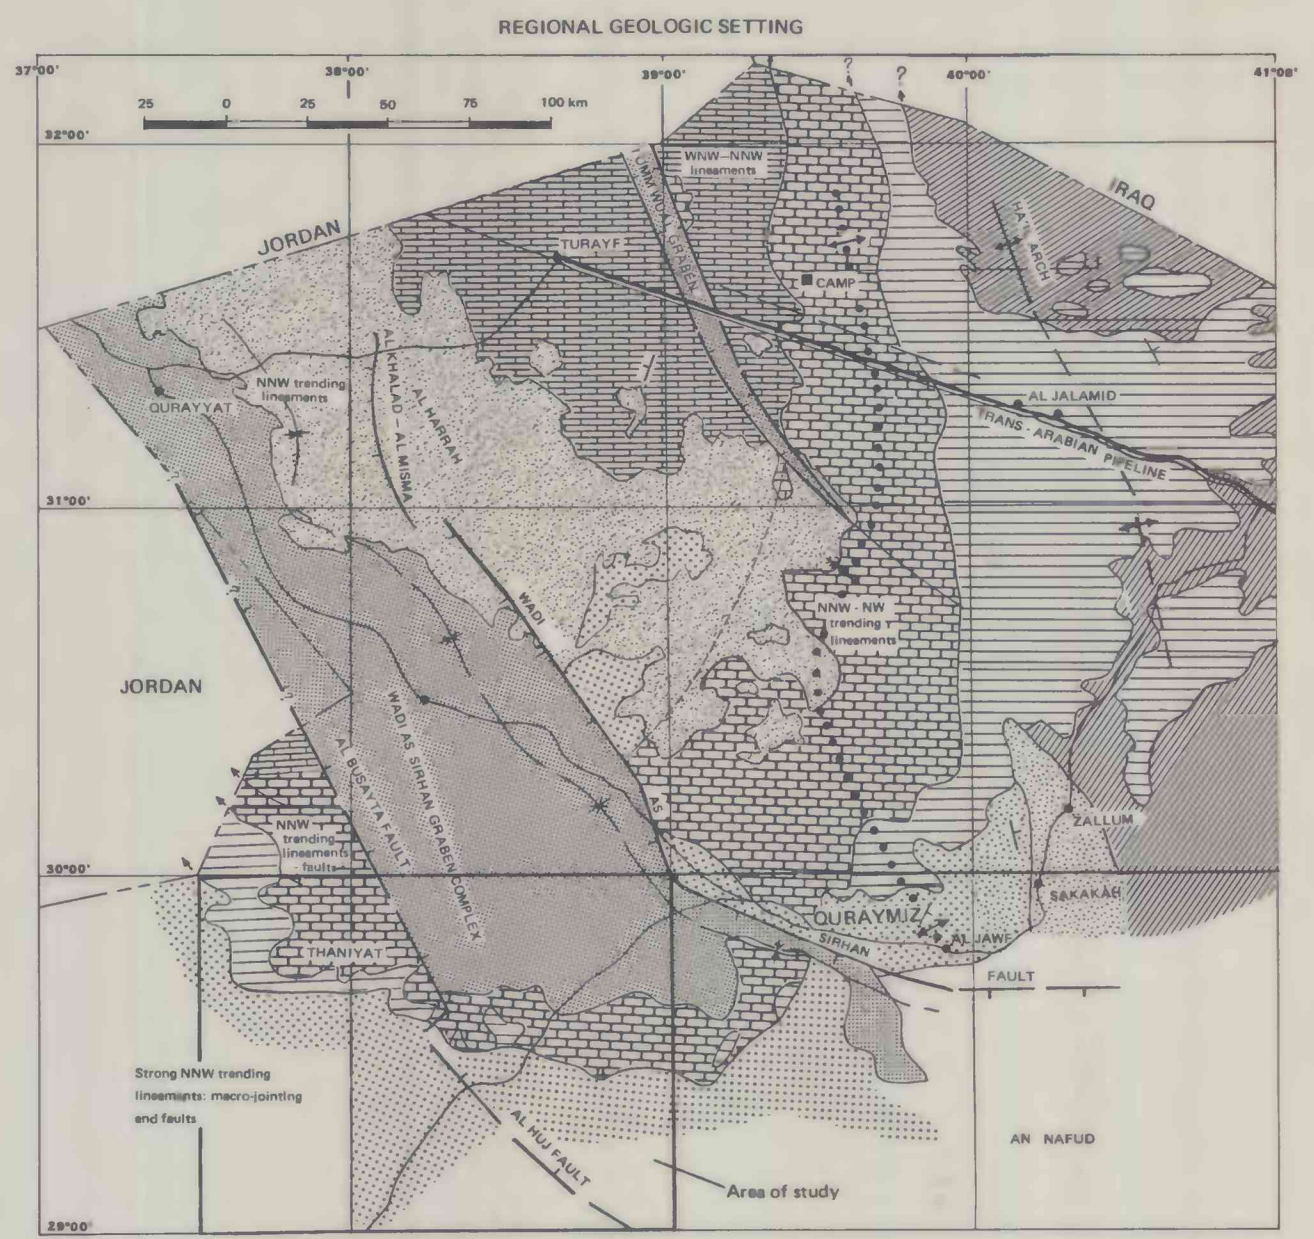 REGIONAL GEOLOGIC SETTING
37°00'
38°00'
39°00'
?
?
40°00'
41°00'
25 0 25 50 75 100 km
32°00'
WNW–NNW
lineaments
UMM WU'AL GRABEN
IRAQ
JORDAN
TURAYF
ARCH
CAMP
NNW trending
lineaments
QURAYYAT
AL KHALAD – AL MISMA
AL HARRAH
AL JALAMID
TRANS - ARABIAN PIPELINE
31°00'
WADI
NNW - NW
trending
lineaments
JORDAN
WADI AS SIRHAN GRABEN COMPLEX
AL BUSAYTA FAULT
AS
ZALLUM
NNW
trending
lineaments
faults
30°00'
SAKAKAH
QURAYMIZ
AL JAWF
SIRHAN
THANIYAT
FAULT
Strong NNW trending
lineaments: macro-jointing
and faults
AL HUJ FAULT
AN NAFUD
Area of study
29°00'